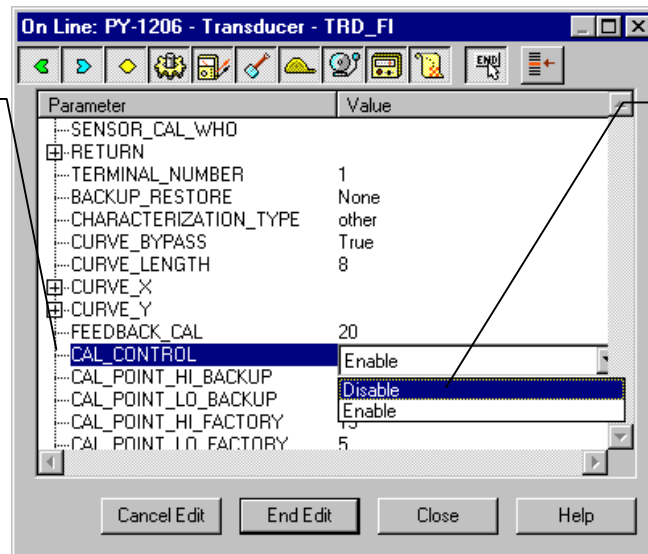 On Line: PY-1206 - Transducer - TRD_FI
END
Parameter Value
SENSOR_CAL_WHO
RETURN
TERMINAL_NUMBER 1
BACKUP_RESTORE None
CHARACTERIZATION_TYPE other
CURVE_BYPASS True
CURVE_LENGTH 8
CURVE_X
CURVE_Y
FEEDBACK_CAL 20
CAL_CONTROL Enable
CAL_POINT_HI_BACKUP Disable
CAL_POINT_LO_BACKUP Enable
CAL_POINT_HI_FACTORY 15
CAL_POINT_LO_FACTORY 5
Cancel Edit End Edit Close Help